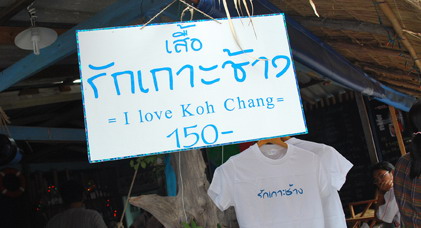 เสื้อ
รักเกาะช้าง
= I love Koh Chang =
150.-
รักเกาะช้าง